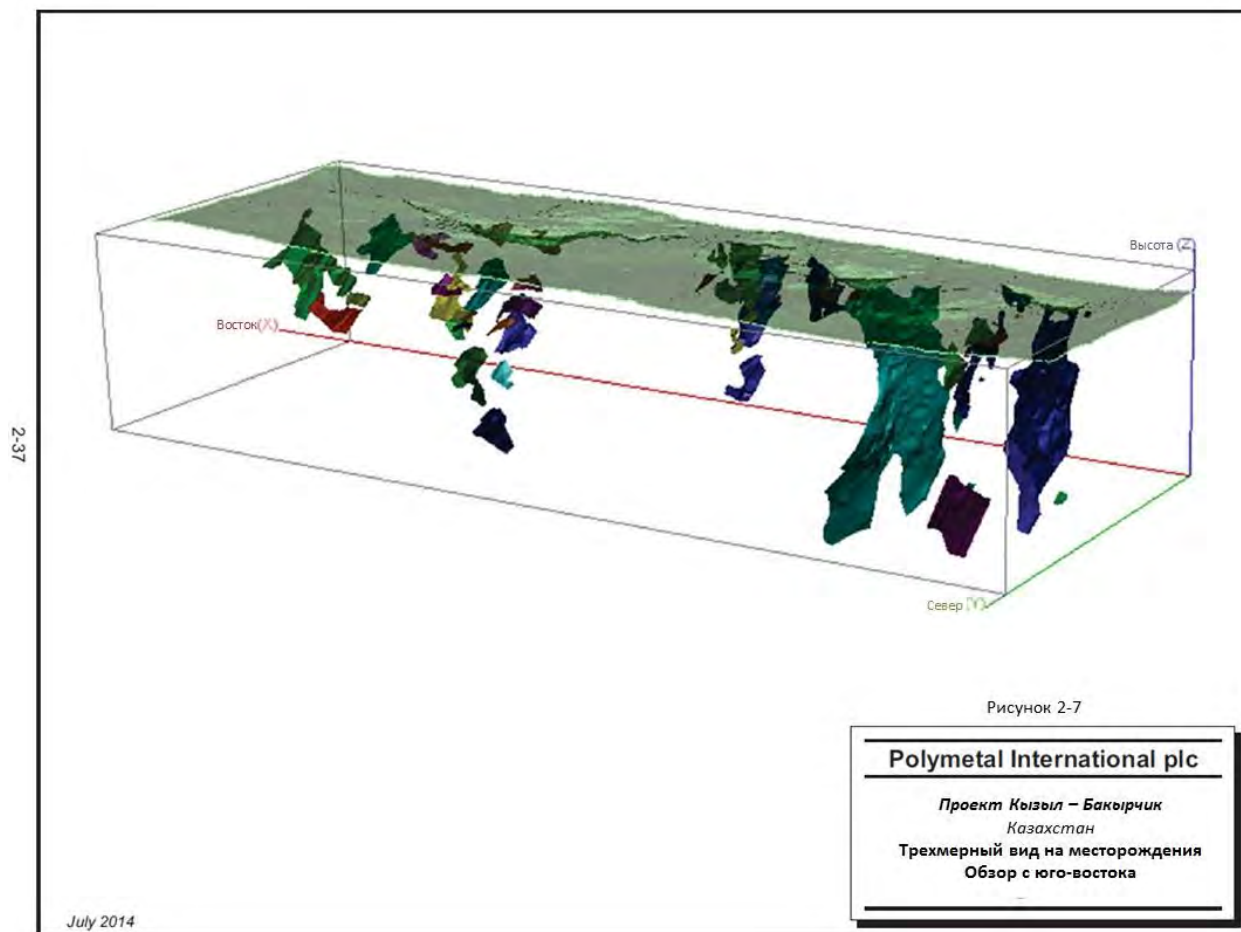 Высота (Z)
Восток(X)
Север (Y)
2-37
Рисунок 2-7
Polymetal International plc
Проект Кызыл – Бакырчик
Казахстан
Трехмерный вид на месторождения
Обзор с юго-востока
July 2014